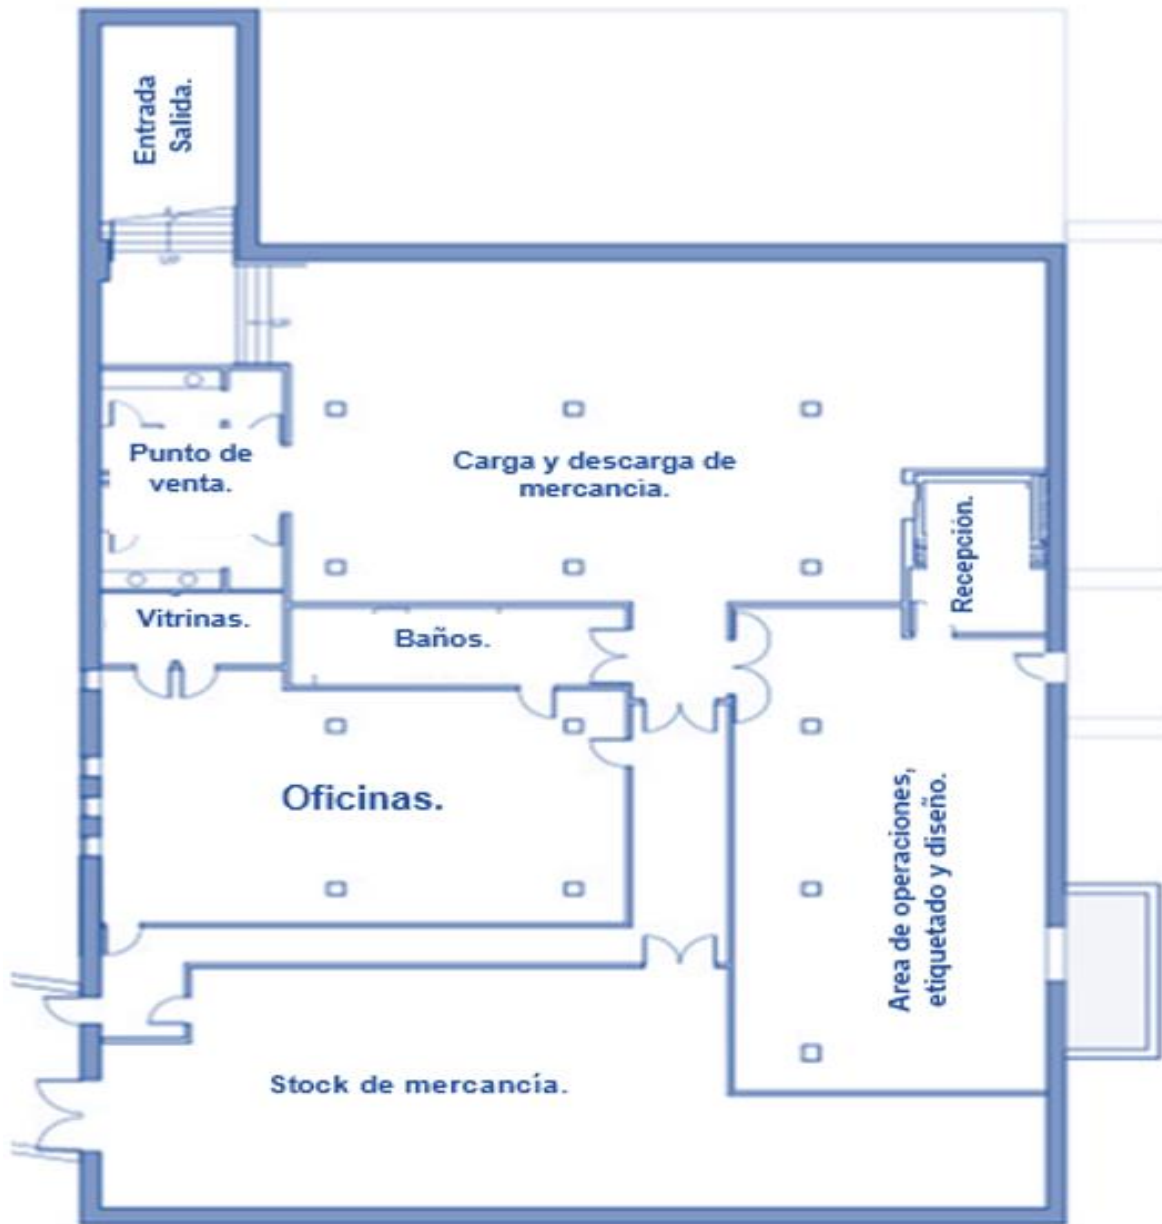 Entrada
Salida.
Punto de
venta.
Carga y descarga de
mercancia.
Recepción.
Vitrinas.
Baños.
Oficinas.
Area de operaciones,
etiquetado y diseño.
Stock de mercancía.